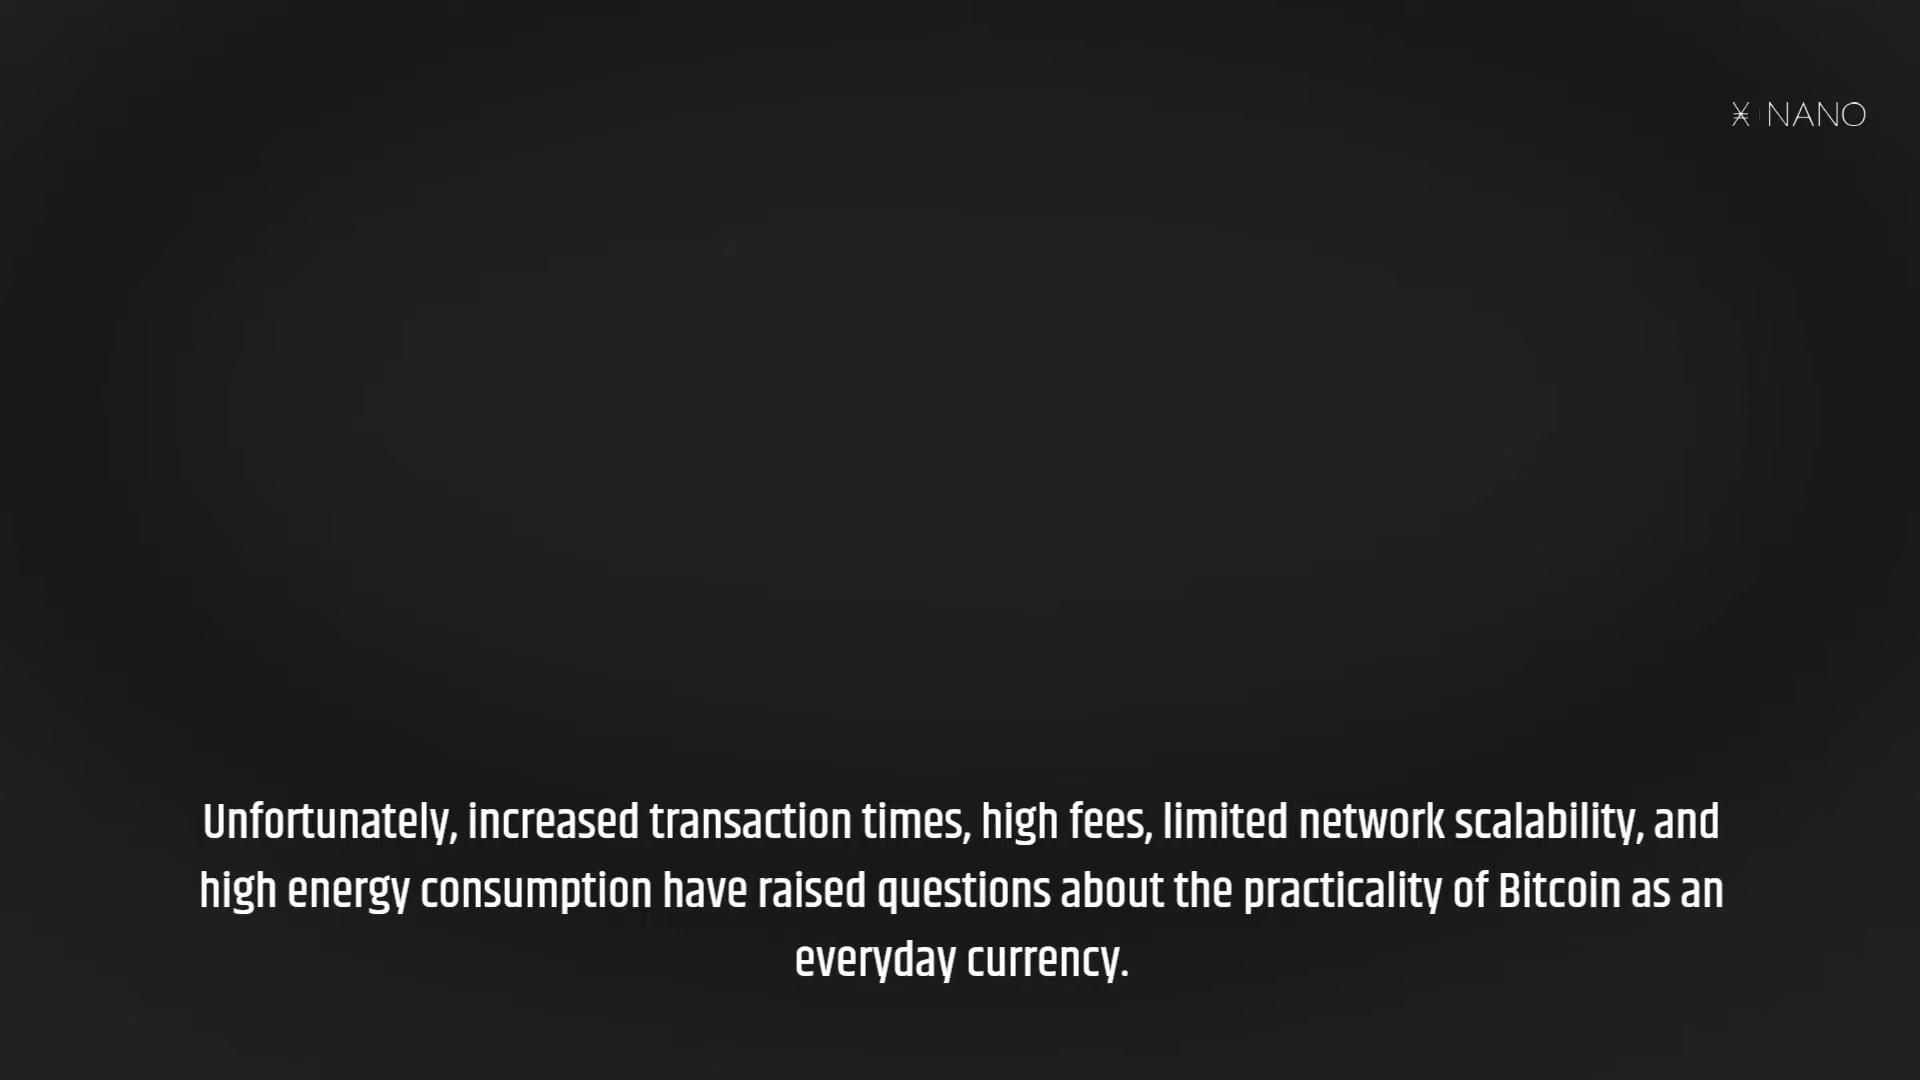 Ӿ NANO
Unfortunately, increased transaction times, high fees, limited network scalability, and
high energy consumption have raised questions about the practicality of Bitcoin as an
everyday currency.